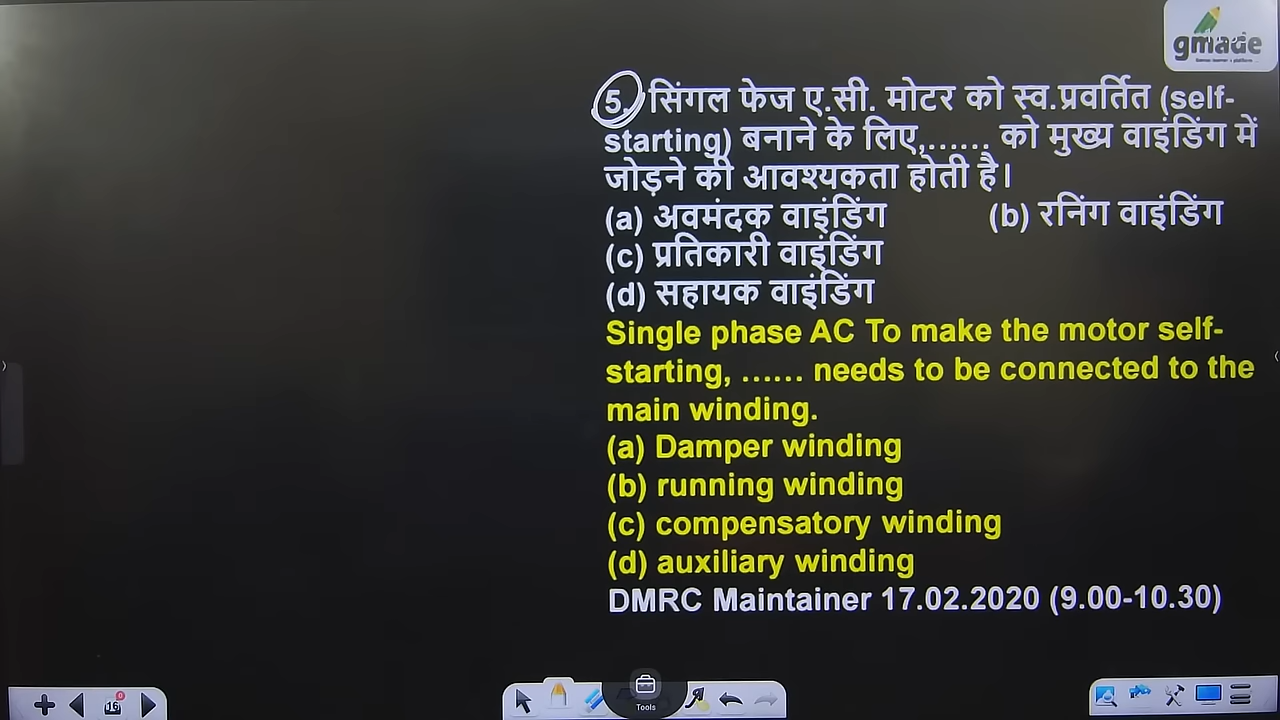 gmade
5. सिंगल फेज ए.सी. मोटर को स्व.प्रवर्तित (self-
starting) बनाने के लिए,...... को मुख्य वाइंडिंग में
जोड़ने की आवश्यकता होती है।
(a) अवमंदक वाइंडिंग (b) रनिंग वाइंडिंग
(c) प्रतिकारी वाइंडिंग
(d) सहायक वाइंडिंग
Single phase AC To make the motor self-
starting, ...... needs to be connected to the
main winding.
(a) Damper winding
(b) running winding
(c) compensatory winding
(d) auxiliary winding
DMRC Maintainer 17.02.2020 (9.00-10.30)
16
0
Tools